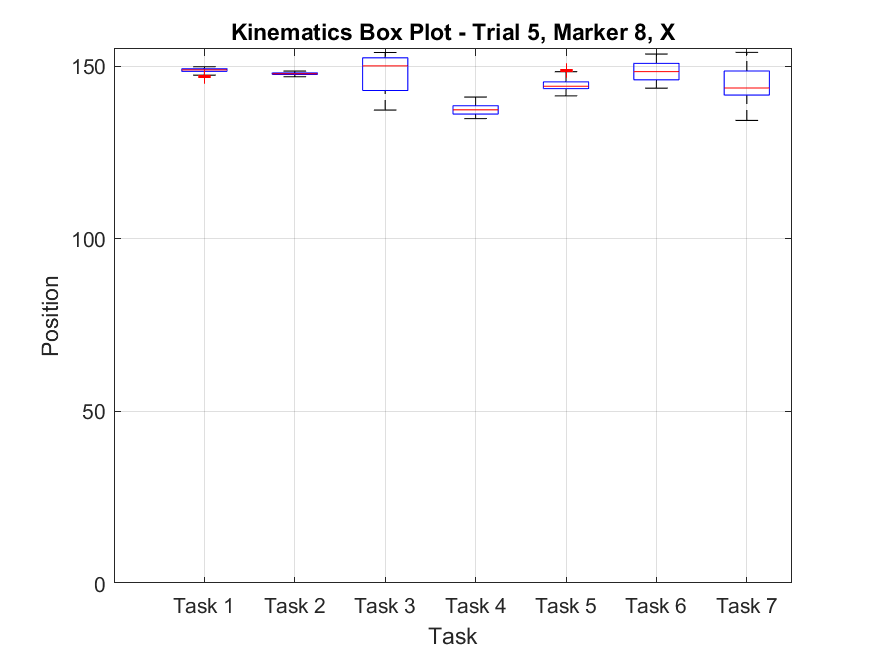 Kinematics Box Plot - Trial 5, Marker 8, X
150
100
50
0
Position
Task 1 Task 2 Task 3 Task 4 Task 5 Task 6 Task 7
Task